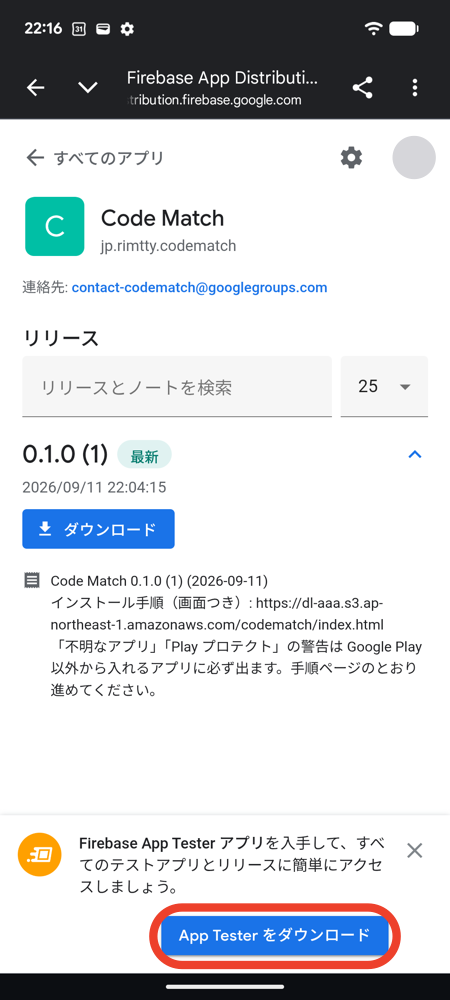 22:16
31
Firebase App Distributi...
tribution.firebase.google.com
すべてのアプリ
C
Code Match
jp.rimtty.codematch
連絡先: contact-codematch@googlegroups.com
リリース
リリースとノートを検索
25
0.1.0 (1)
最新
2026/09/11 22:04:15
ダウンロード
Code Match 0.1.0 (1) (2026-09-11)
インストール手順（画面つき）: https://dl-aaa.s3.ap-
northeast-1.amazonaws.com/codematch/index.html
「不明なアプリ」「Play プロテクト」の警告は Google Play
以外から入れるアプリに必ず出ます。手順ページのとおり
進めてください。
Firebase App Tester アプリを入手して、すべ
てのテストアプリとリリースに簡単にアクセ
スしましょう。
App Tester をダウンロード